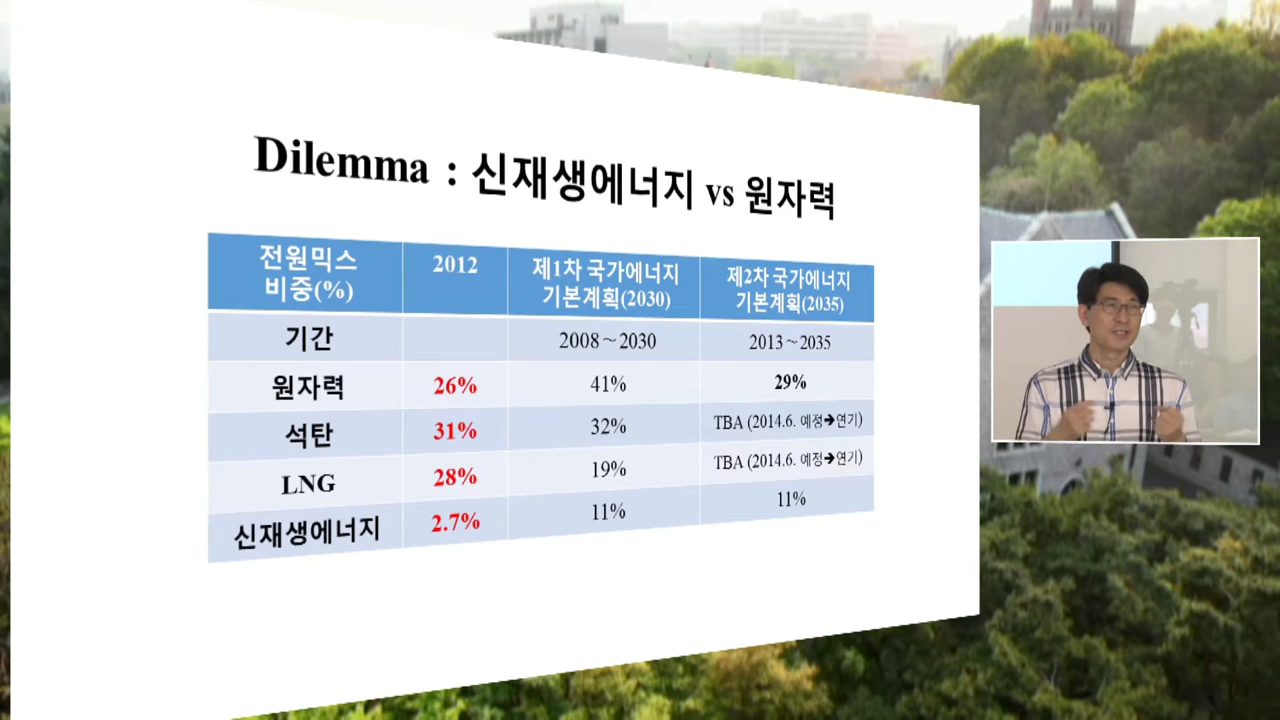 Dilemma : 신재생에너지 vs 원자력
전원믹스 비중(%) 2012 제1차 국가에너지 기본계획(2030) 제2차 국가에너지 기본계획(2035)
기간 2008~2030 2013~2035
원자력 26% 41% 29%
석탄 31% 32% TBA (2014.6. 예정➔연기)
LNG 28% 19% TBA (2014.6. 예정➔연기)
신재생에너지 2.7% 11% 11%